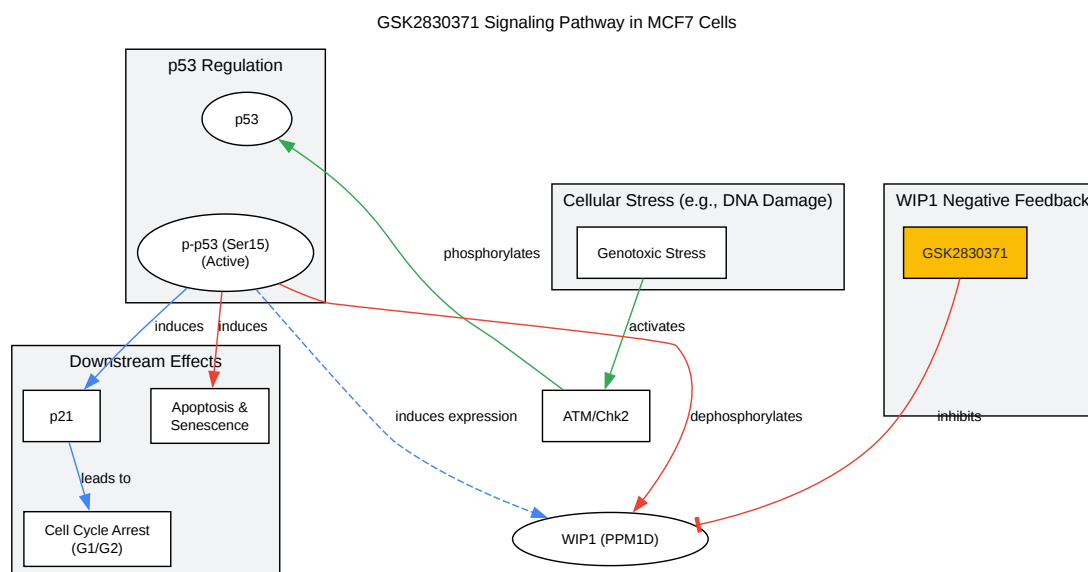 GSK2830371 Signaling Pathway in MCF7 Cells
p53 Regulation
p53
p-p53 (Ser15)
(Active)
Cellular Stress (e.g., DNA Damage)
Genotoxic Stress
WIP1 Negative Feedback
GSK2830371
phosphorylates
induces
induces
activates
Downstream Effects
p21
Apoptosis &
Senescence
induces expression
ATM/Chk2
dephosphorylates
inhibits
leads to
Cell Cycle Arrest
(G1/G2)
WIP1 (PPM1D)